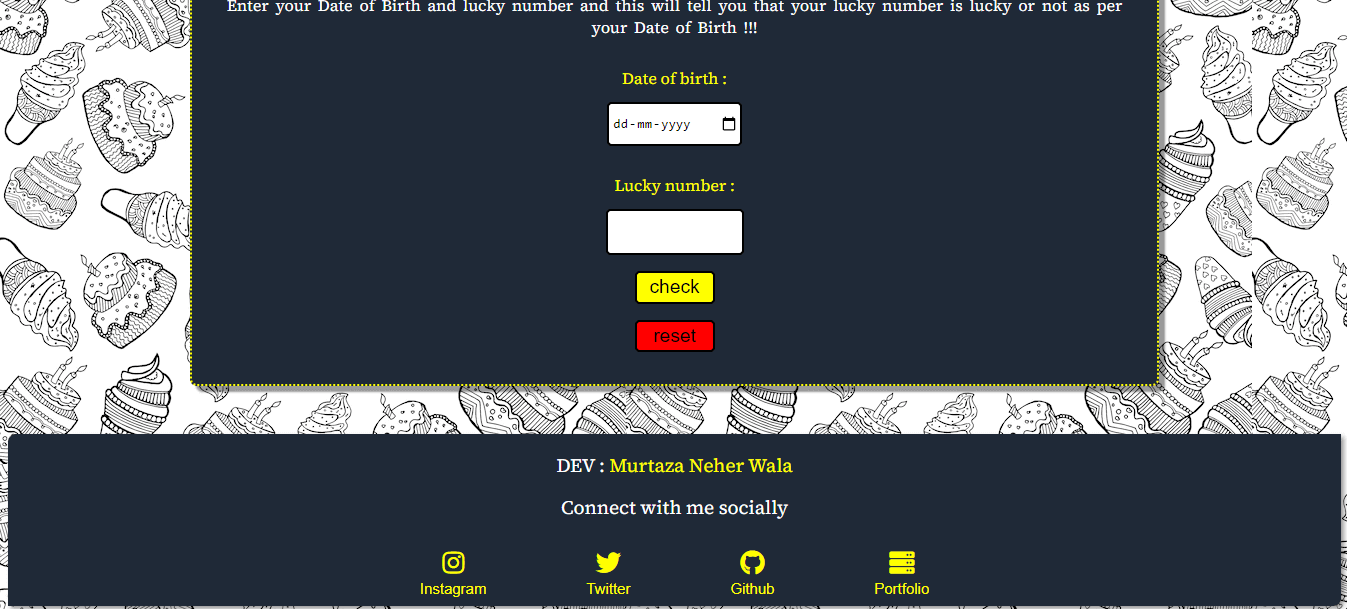 Enter your Date of Birth and lucky number and this will tell you that your lucky number is lucky or not as per
your Date of Birth !!!
Date of birth :
dd-mm-yyyy
Lucky number :
check
reset
DEV : Murtaza Neher Wala
Connect with me socially
Instagram Twitter Github Portfolio